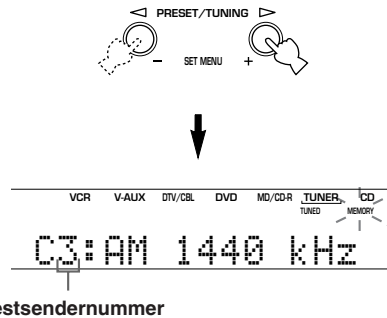 ◁ PRESET/TUNING ▷
– SET MENU +
VCR V-AUX DTV/CBL DVD MD/CD-R TUNER CD
TUNED MEMORY
C3:AM 1440 kHz
estsendernummer